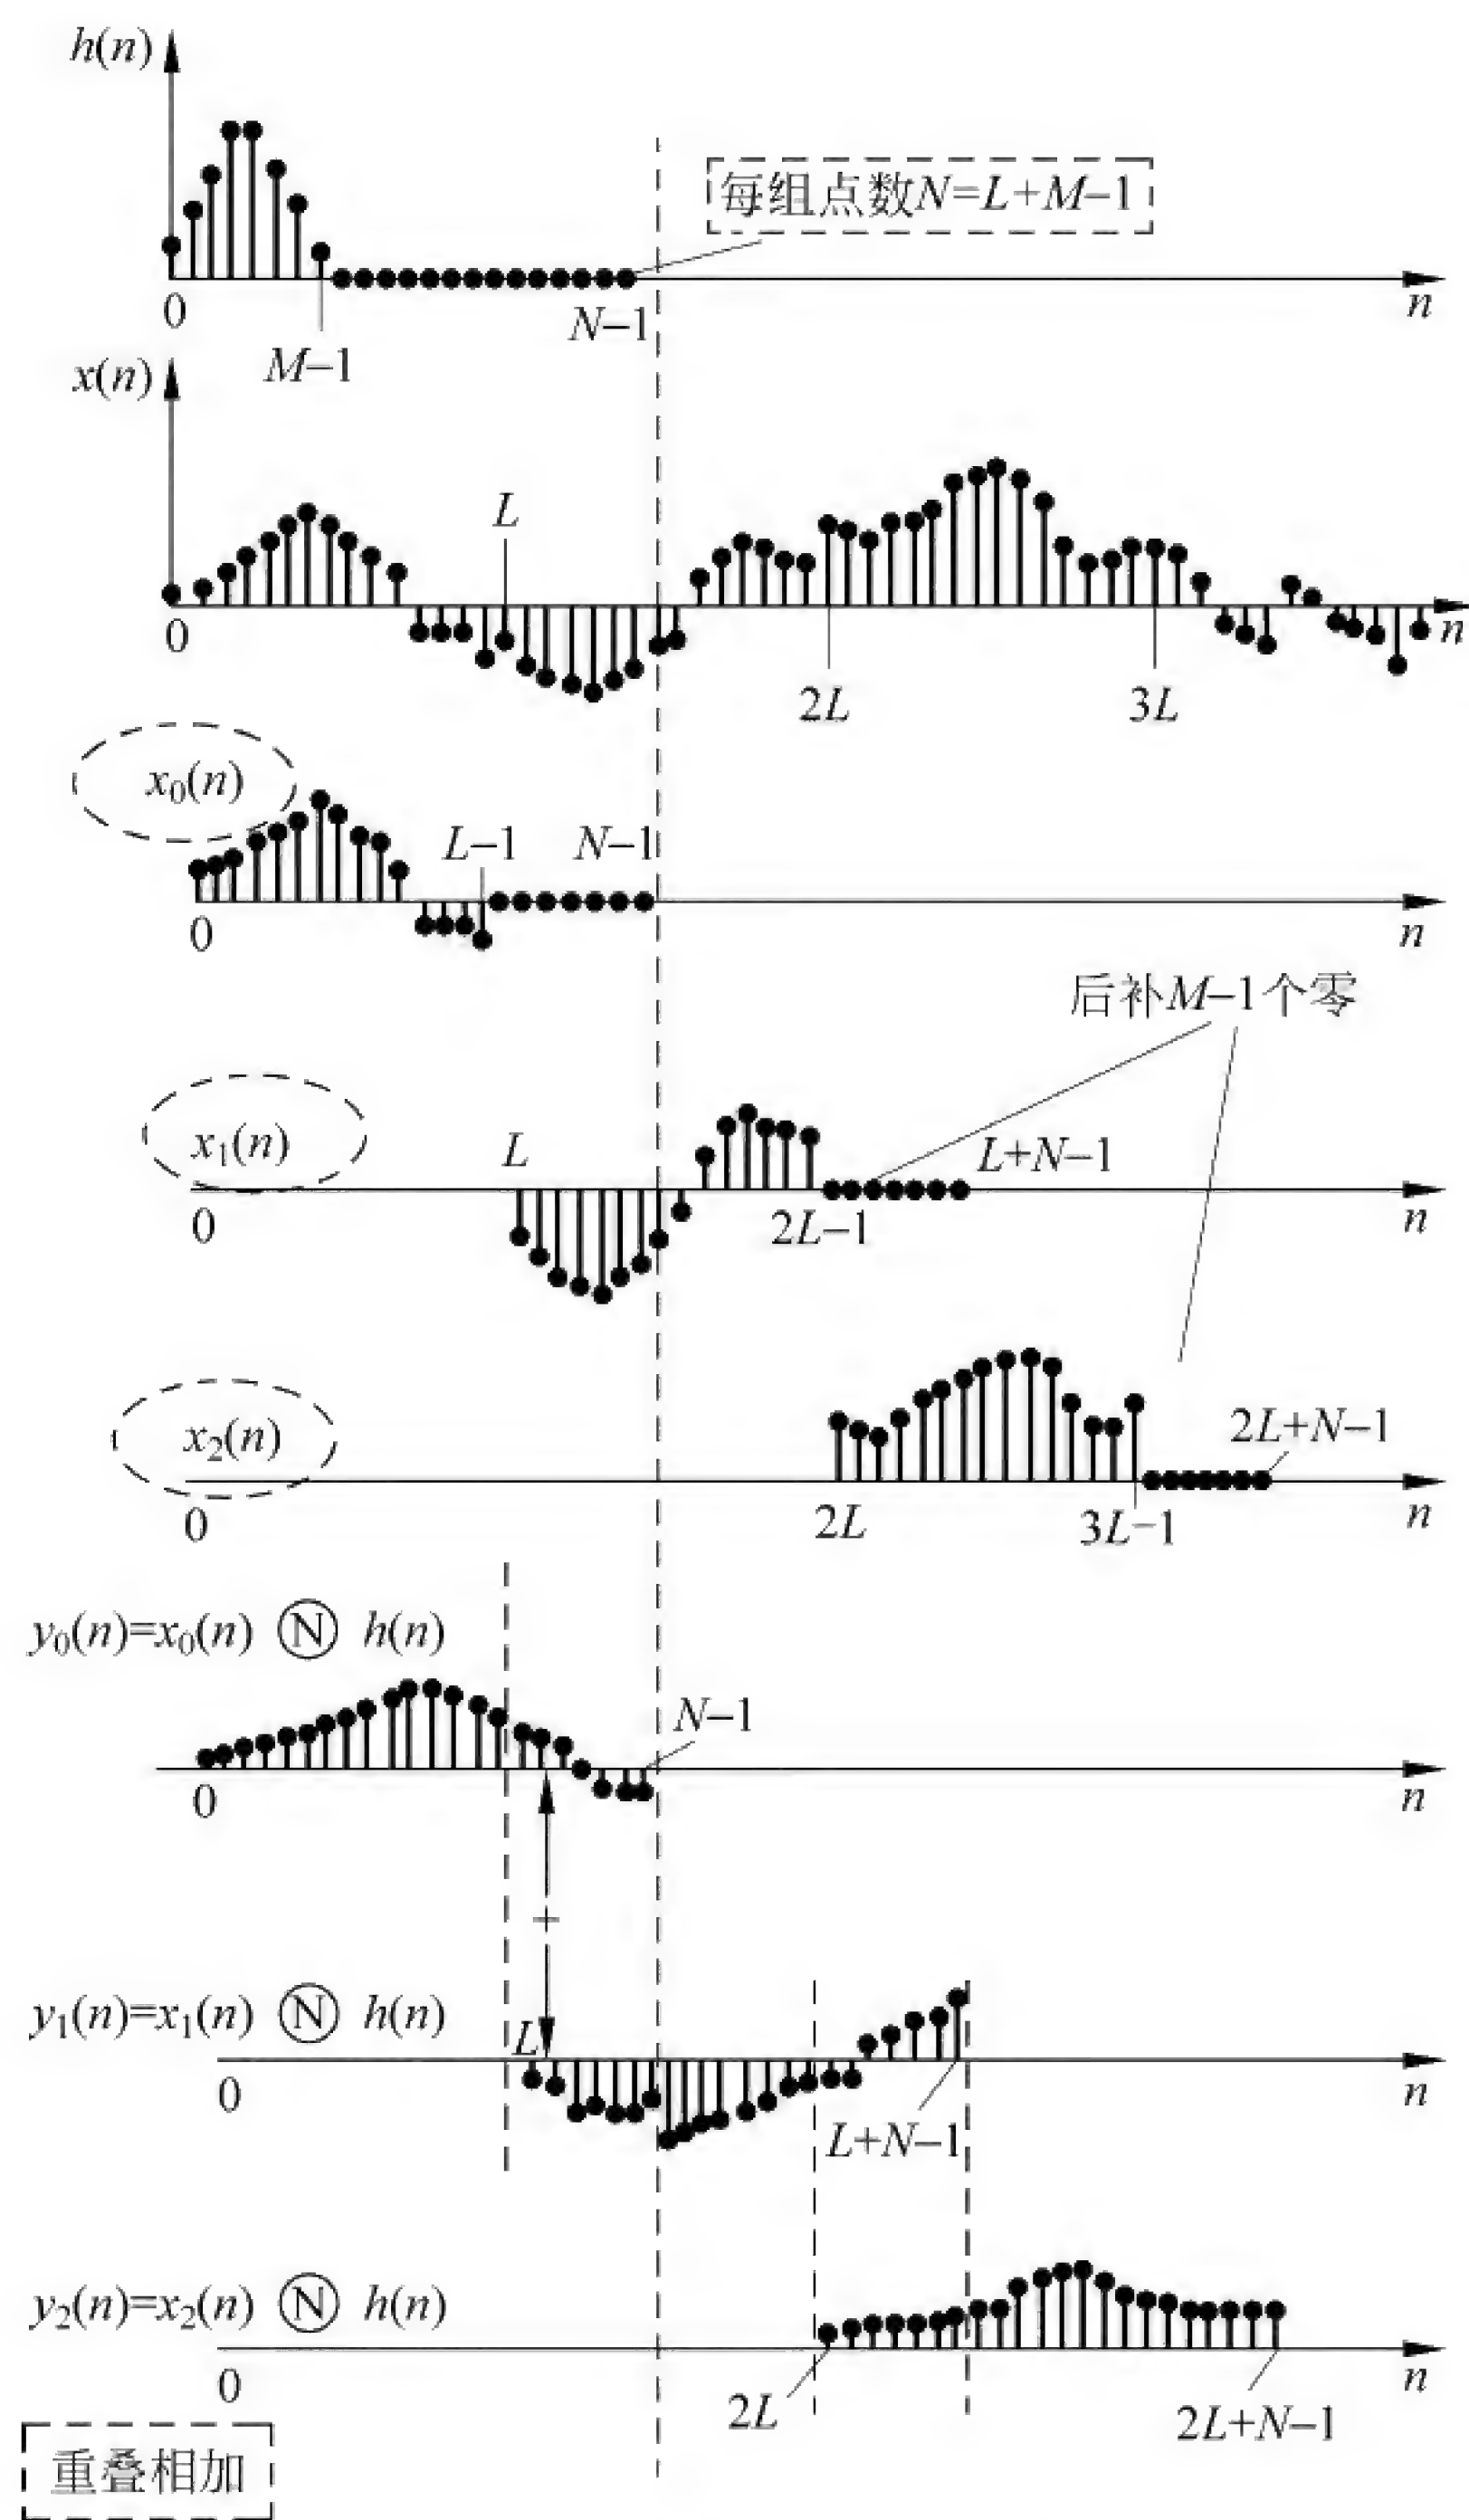 h(n)
每组点数N=L+M−1
0
N−1
n
M−1
x(n)
L
0
n
2L
3L
x₀(n)
L−1
N−1
0
n
后补M−1个零
x₁(n)
L
L+N−1
0
2L−1
n
x₂(n)
2L+N−1
0
2L
3L−1
n
y₀(n)=x₀(n) Ⓝ h(n)
N−1
0
n
+
y₁(n)=x₁(n) Ⓝ h(n)
L
0
L+N−1
n
y₂(n)=x₂(n) Ⓝ h(n)
0
2L
2L+N−1
n
重叠相加